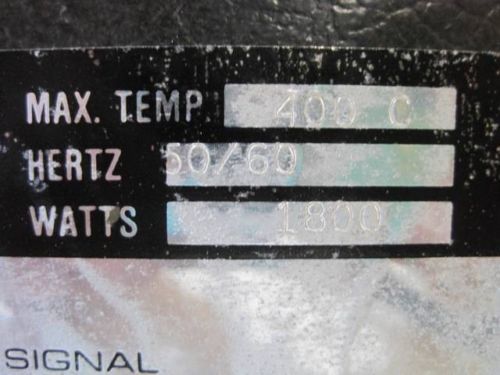 MAX. TEMP. 400 C
HERTZ 50/60
WATTS 1800
SIGNAL